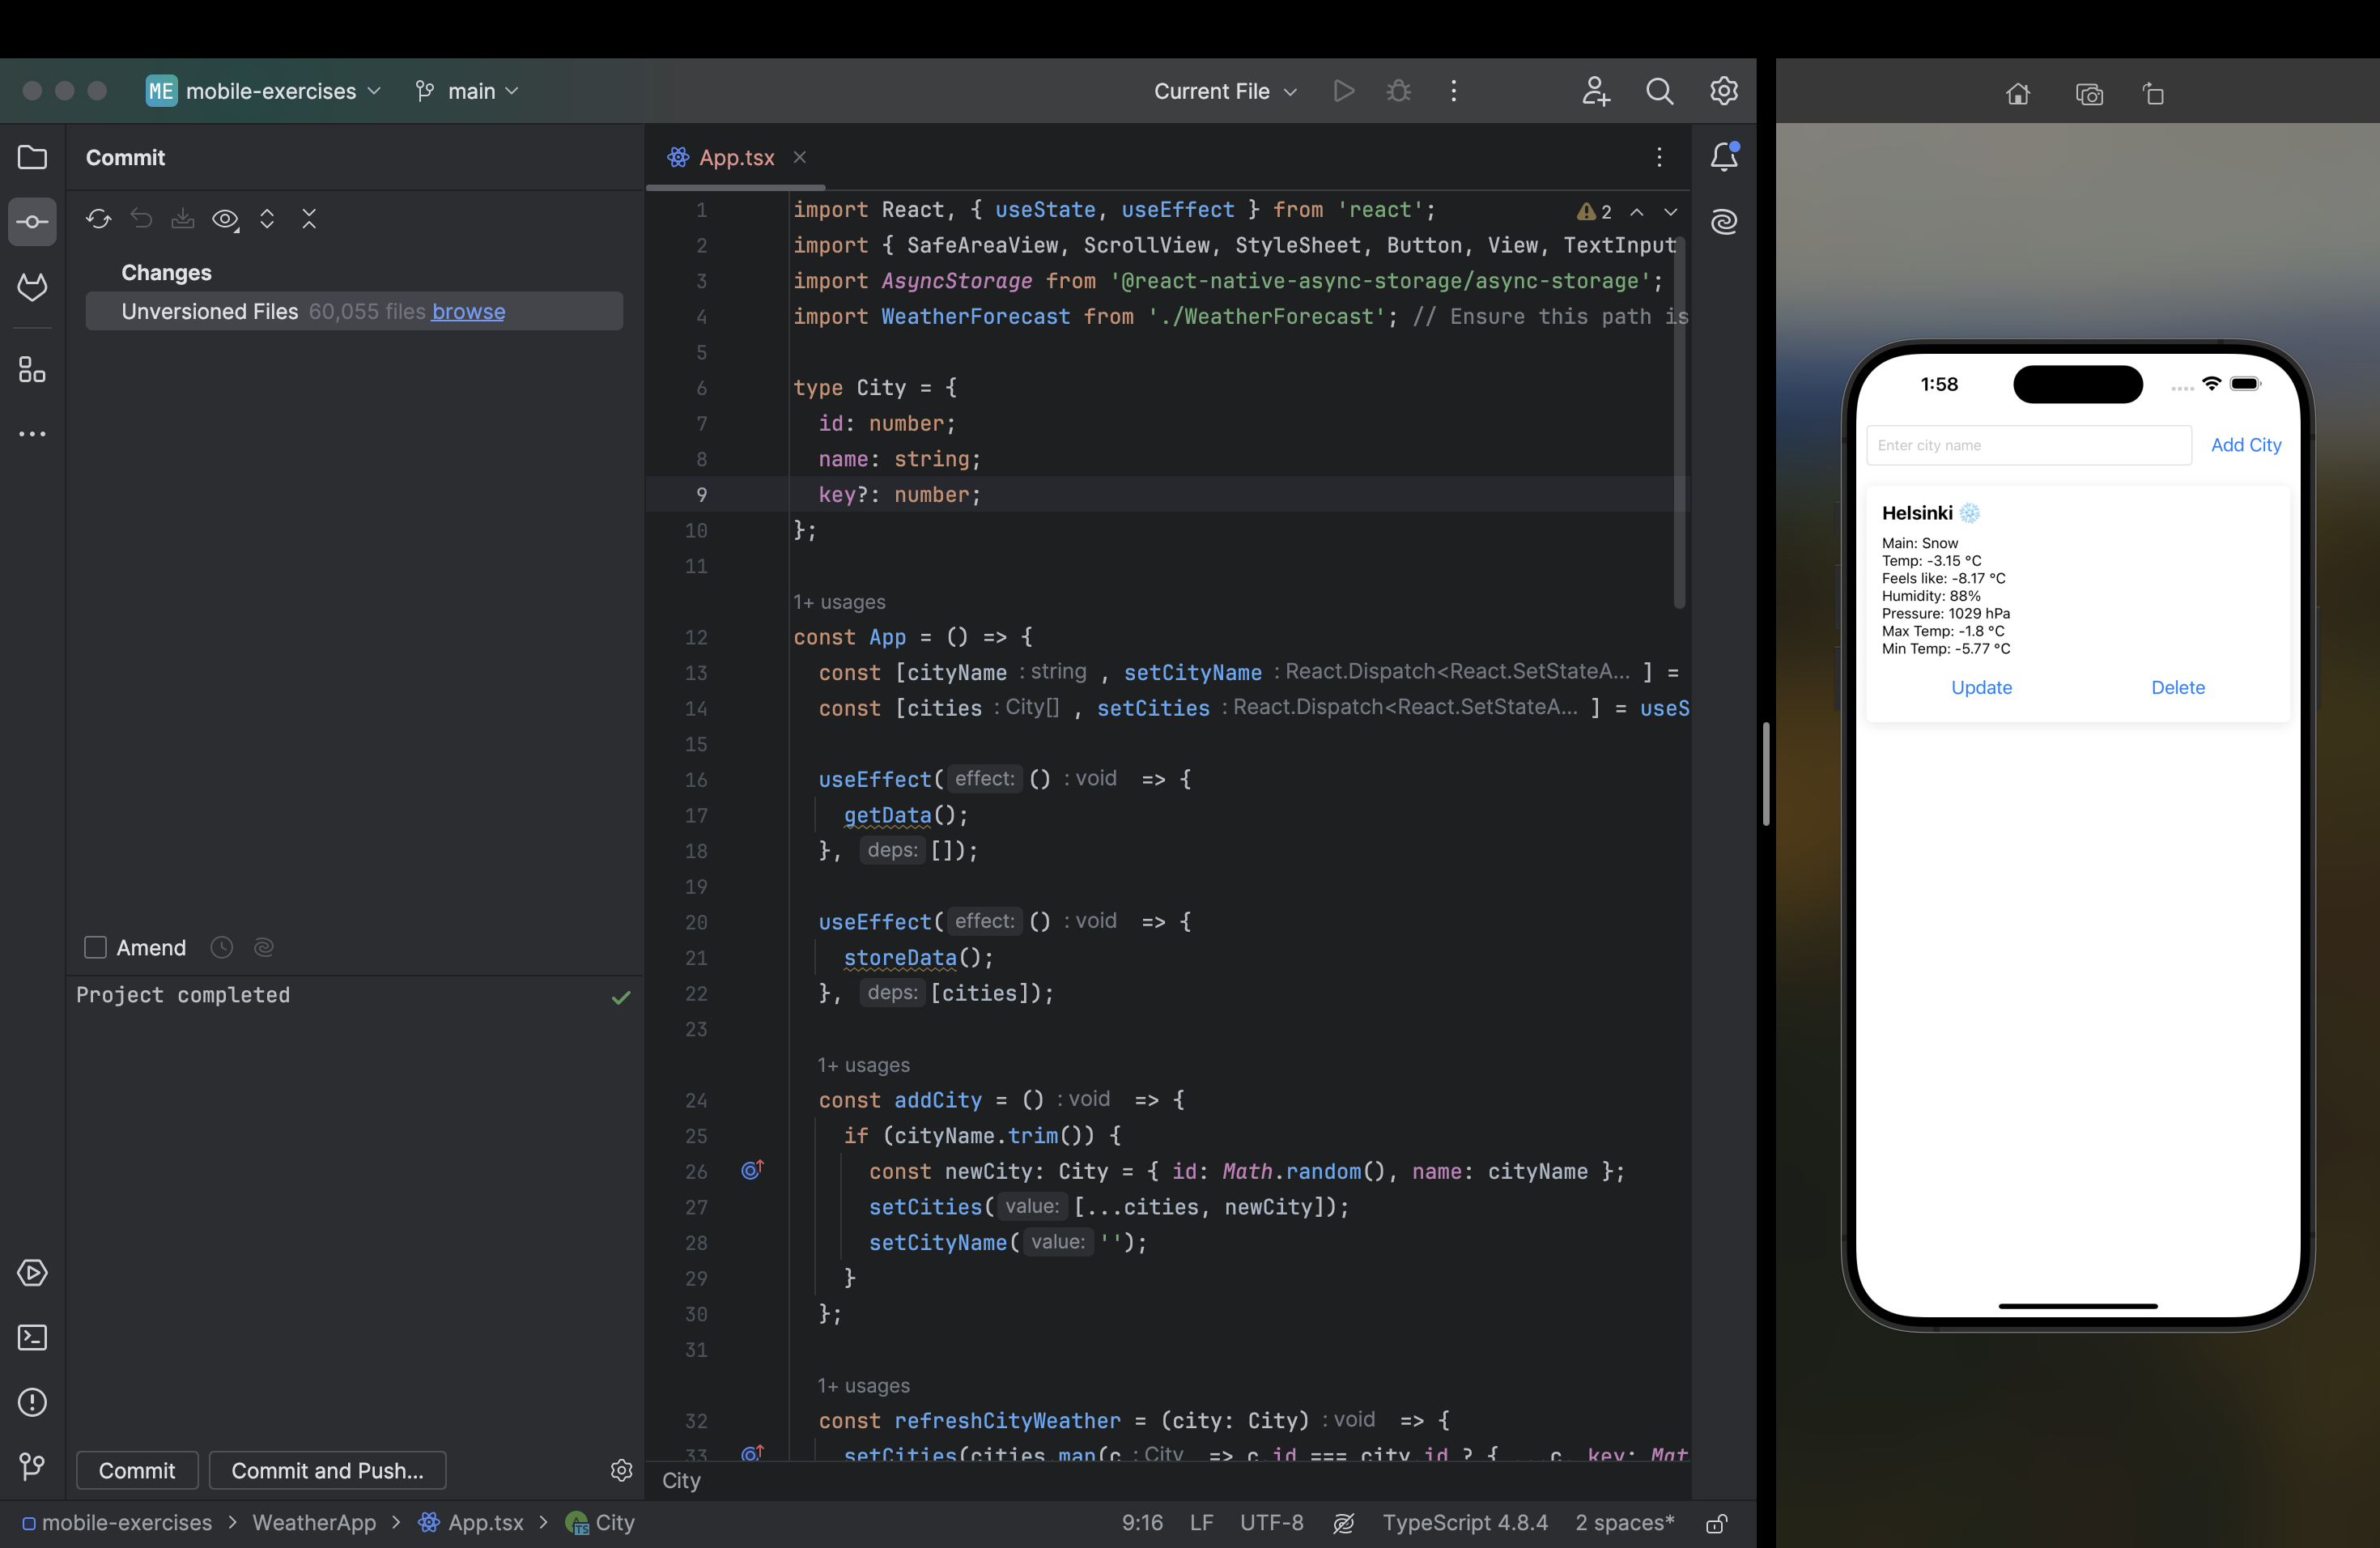 ME mobile-exercises main Current File
Commit
Changes
Unversioned Files 60,055 files browse
Amend
Project completed
Commit Commit and Push...
App.tsx
2
1 import React, { useState, useEffect } from 'react';
2 import { SafeAreaView, ScrollView, StyleSheet, Button, View, TextInput
3 import AsyncStorage from '@react-native-async-storage/async-storage';
4 import WeatherForecast from './WeatherForecast'; // Ensure this path is
5
6 type City = {
7 id: number;
8 name: string;
9 key?: number;
10 };
11
1+ usages
12 const App = () => {
13 const [cityName : string , setCityName : React.Dispatch<React.SetStateA... ] =
14 const [cities : City[] , setCities : React.Dispatch<React.SetStateA... ] = useS
15
16 useEffect( effect: () : void => {
17 getData();
18 }, deps: []);
19
20 useEffect( effect: () : void => {
21 storeData();
22 }, deps: [cities]);
23
1+ usages
24 const addCity = () : void => {
25 if (cityName.trim()) {
26 const newCity: City = { id: Math.random(), name: cityName };
27 setCities( value: [...cities, newCity]);
28 setCityName( value: '');
29 }
30 };
31
1+ usages
32 const refreshCityWeather = (city: City) : void => {
33 setCities(cities.map(c : City => c.id === city.id ? { ...c, key: Mat
City
mobile-exercises > WeatherApp > App.tsx > TS City 9:16 LF UTF-8 TypeScript 4.8.4 2 spaces*
1:58
Enter city name Add City
Helsinki
Main: Snow
Temp: -3.15 °C
Feels like: -8.17 °C
Humidity: 88%
Pressure: 1029 hPa
Max Temp: -1.8 °C
Min Temp: -5.77 °C
Update Delete